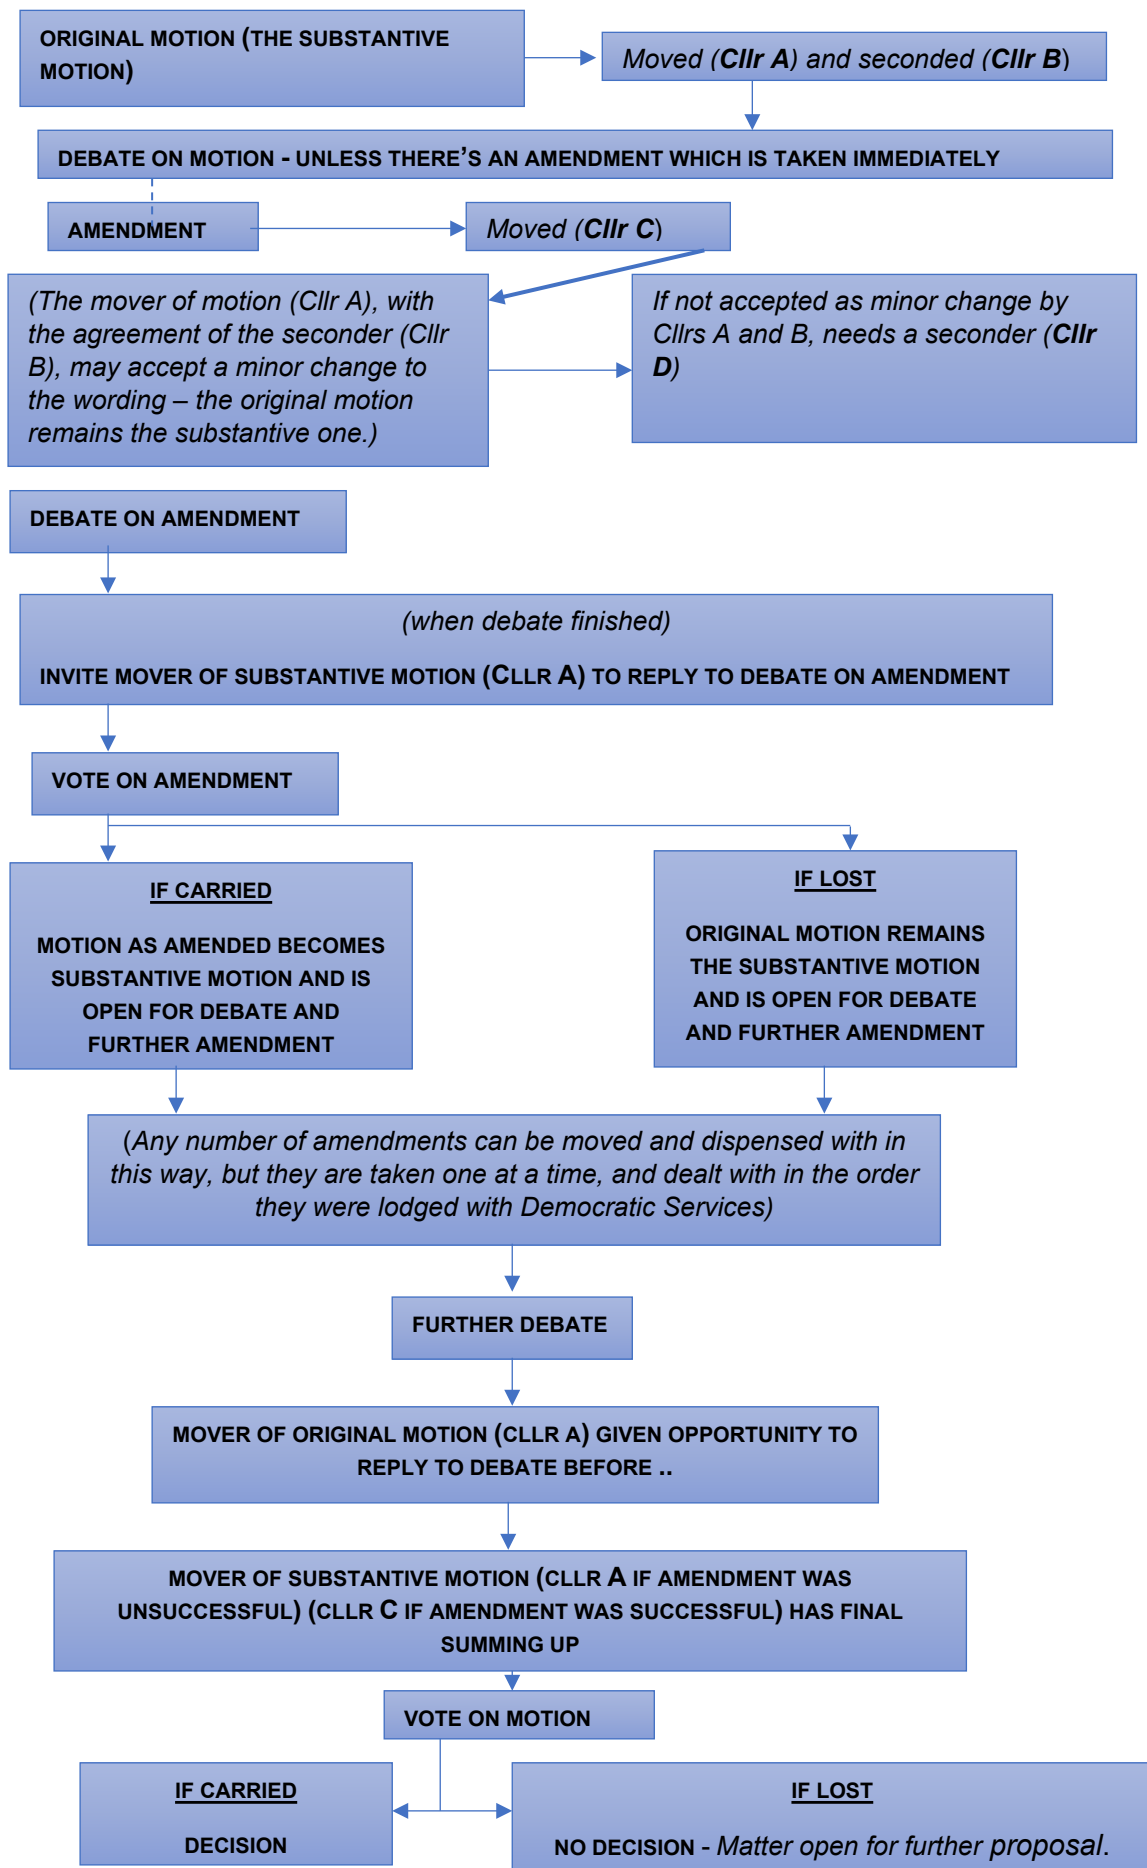 ORIGINAL MOTION (THE SUBSTANTIVE
MOTION)
Moved (Cllr A) and seconded (Cllr B)
DEBATE ON MOTION - UNLESS THERE’S AN AMENDMENT WHICH IS TAKEN IMMEDIATELY
AMENDMENT
Moved (Cllr C)
(The mover of motion (Cllr A), with
the agreement of the seconder (Cllr
B), may accept a minor change to
the wording – the original motion
remains the substantive one.)
If not accepted as minor change by
Cllrs A and B, needs a seconder (Cllr
D)
DEBATE ON AMENDMENT
(when debate finished)
INVITE MOVER OF SUBSTANTIVE MOTION (CLLR A) TO REPLY TO DEBATE ON AMENDMENT
VOTE ON AMENDMENT
IF CARRIED
MOTION AS AMENDED BECOMES
SUBSTANTIVE MOTION AND IS
OPEN FOR DEBATE AND
FURTHER AMENDMENT
IF LOST
ORIGINAL MOTION REMAINS
THE SUBSTANTIVE MOTION
AND IS OPEN FOR DEBATE
AND FURTHER AMENDMENT
(Any number of amendments can be moved and dispensed with in
this way, but they are taken one at a time, and dealt with in the order
they were lodged with Democratic Services)
FURTHER DEBATE
MOVER OF ORIGINAL MOTION (CLLR A) GIVEN OPPORTUNITY TO
REPLY TO DEBATE BEFORE ..
MOVER OF SUBSTANTIVE MOTION (CLLR A IF AMENDMENT WAS
UNSUCCESSFUL) (CLLR C IF AMENDMENT WAS SUCCESSFUL) HAS FINAL
SUMMING UP
VOTE ON MOTION
IF CARRIED
DECISION
IF LOST
NO DECISION - Matter open for further proposal.